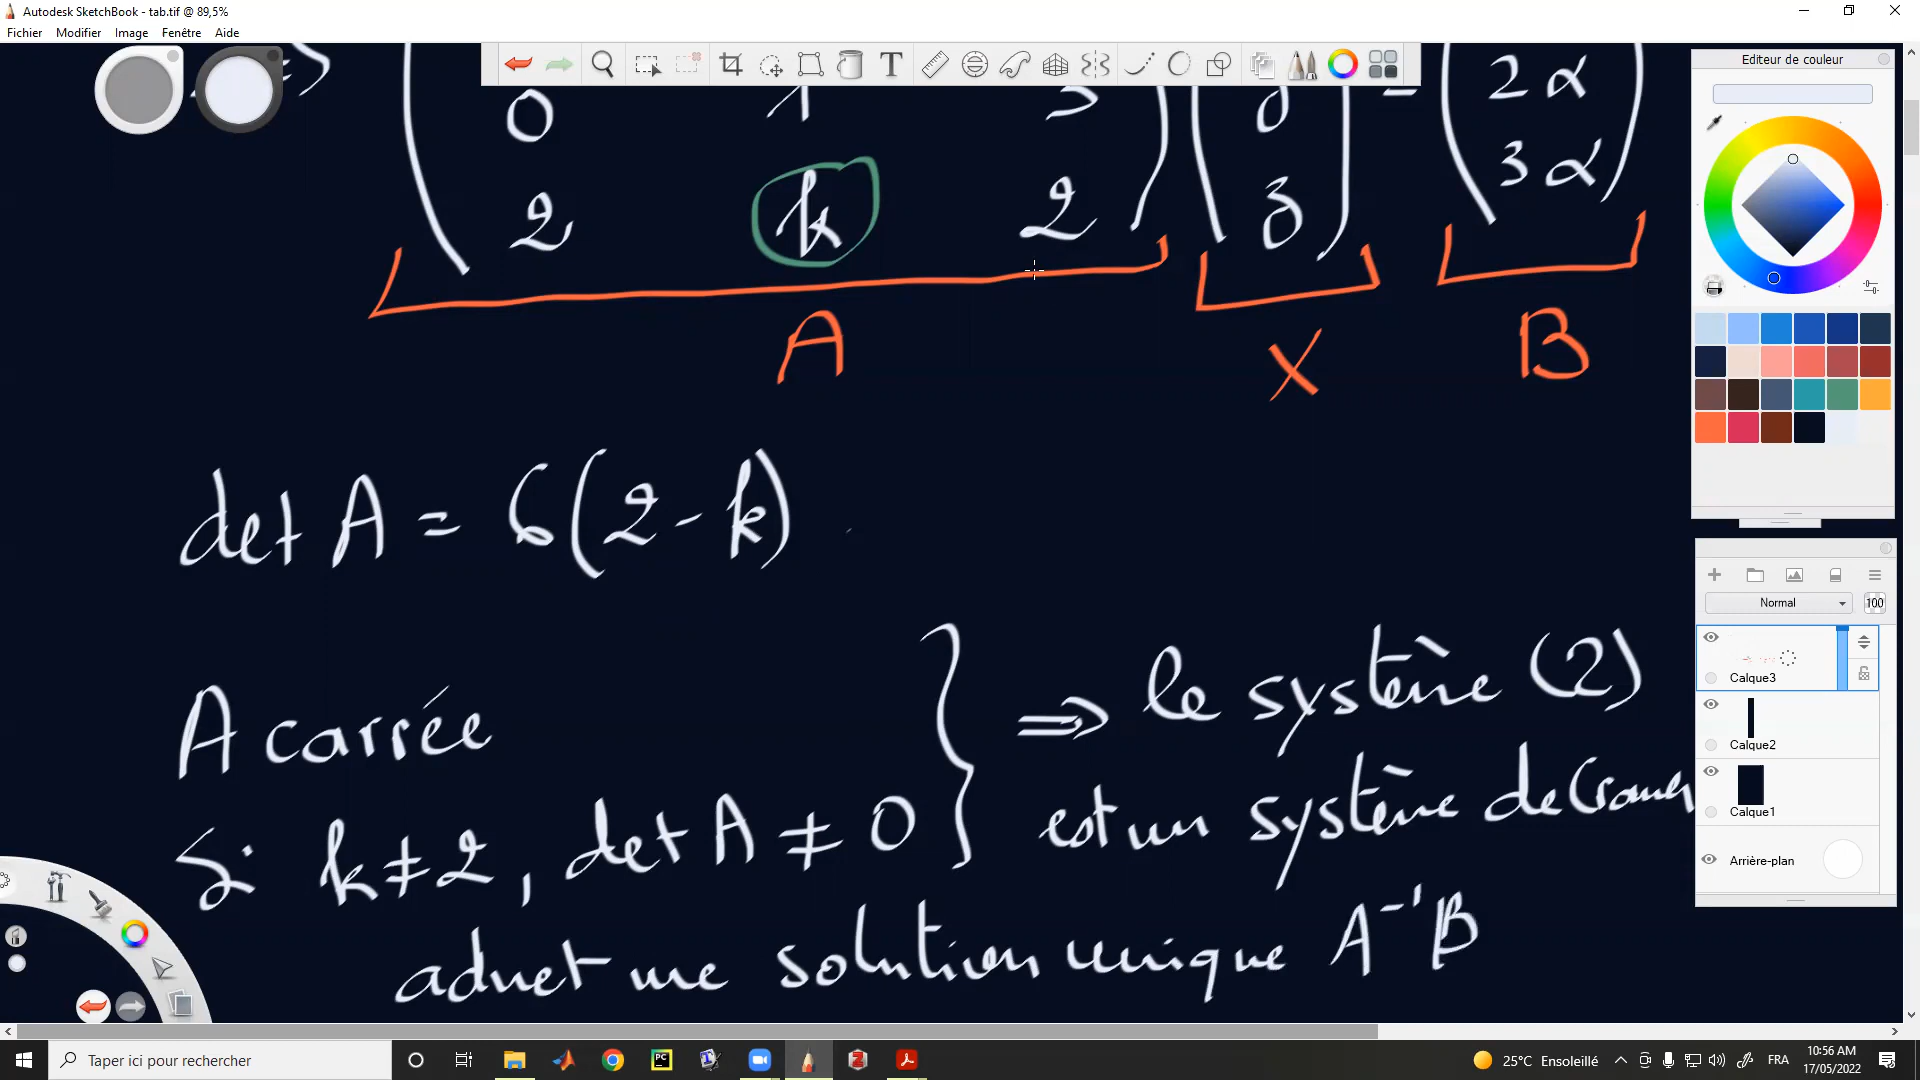 Autodesk SketchBook - tab.tif @ 89,5%
Fichier Modifier Image Fenêtre Aide
Editeur de couleur
0 1 3 y = 2α
2 k 2 z 3α
A X B
det A = 6(2 - k)
A carrée
Si k ≠ 2, det A ≠ 0 } => le système (2)
est un système de Cramer
admet une solution unique A⁻¹B
Normal 100
Calque3
Calque2
Calque1
Arrière-plan
Taper ici pour rechercher
25°C Ensoleillé
FRA
10:56 AM
17/05/2022